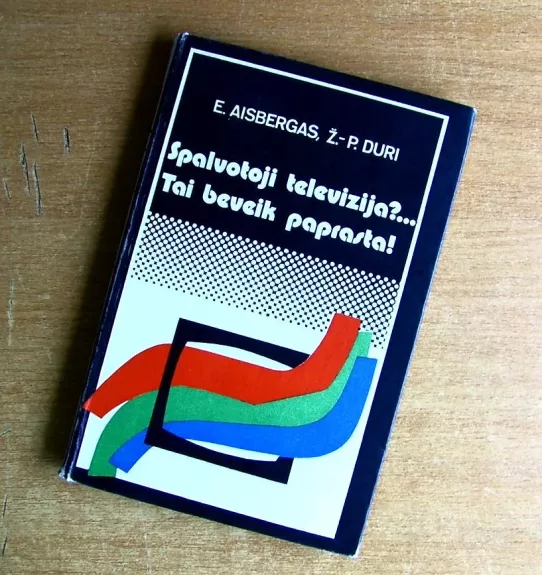 E. AISBERGAS, Ž.-P. DURI
Spalvotoji televizija?...
Tai beveik paprasta!